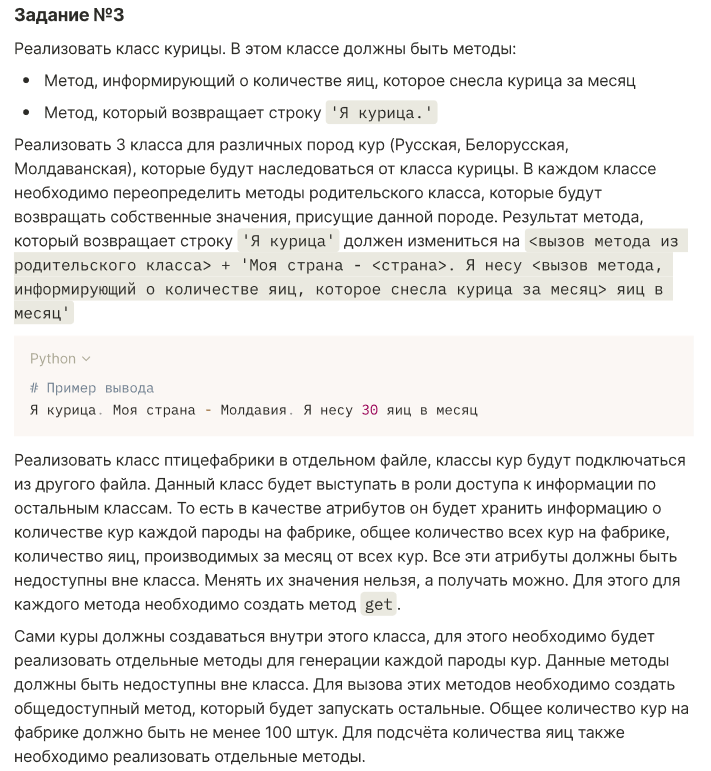 Задание №3
Реализовать класс курицы. В этом классе должны быть методы:
• Метод, информирующий о количестве яиц, которое снесла курица за месяц
• Метод, который возвращает строку 'Я курица.'
Реализовать 3 класса для различных пород кур (Русская, Белорусская,
Молдаванская), которые будут наследоваться от класса курицы. В каждом классе
необходимо переопределить методы родительского класса, которые будут
возвращать собственные значения, присущие данной породе. Результат метода,
который возвращает строку 'Я курица' должен измениться на <вызов метода из
родительского класса> + 'Моя страна - <страна>. Я несу <вызов метода,
информирующий о количестве яиц, которое снесла курица за месяц> яиц в
месяц'
Python
# Пример вывода
Я курица. Моя страна - Молдавия. Я несу 30 яиц в месяц
Реализовать класс птицефабрики в отдельном файле, классы кур будут подключаться
из другого файла. Данный класс будет выступать в роли доступа к информации по
остальным классам. То есть в качестве атрибутов он будет хранить информацию о
количестве кур каждой пароды на фабрике, общее количество всех кур на фабрике,
количество яиц, производимых за месяц от всех кур. Все эти атрибуты должны быть
недоступны вне класса. Менять их значения нельзя, а получать можно. Для этого для
каждого метода необходимо создать метод get.
Сами куры должны создаваться внутри этого класса, для этого необходимо будет
реализовать отдельные методы для генерации каждой пароды кур. Данные методы
должны быть недоступны вне класса. Для вызова этих методов необходимо создать
общедоступный метод, который будет запускать остальные. Общее количество кур на
фабрике должно быть не менее 100 штук. Для подсчёта количества яиц также
необходимо реализовать отдельные методы.